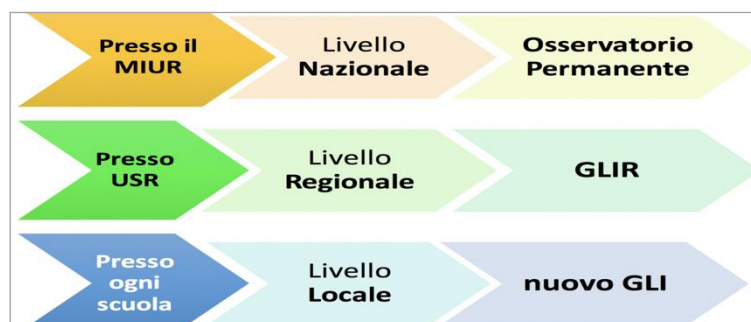 Presso il
MIUR
Livello
Nazionale
Osservatorio
Permanente
Presso
USR
Livello
Regionale
GLIR
Presso
ogni
scuola
Livello
Locale
nuovo GLI